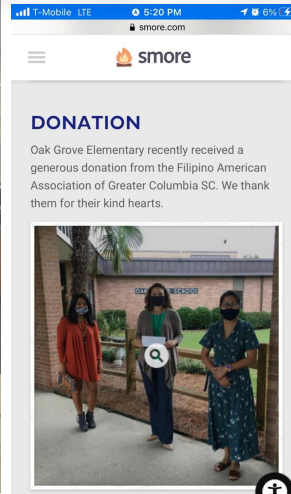 T-Mobile LTE 5:20 PM 6%
smore.com
smore
DONATION
Oak Grove Elementary recently received a
generous donation from the Filipino American
Association of Greater Columbia SC. We thank
them for their kind hearts.
SCHOOL